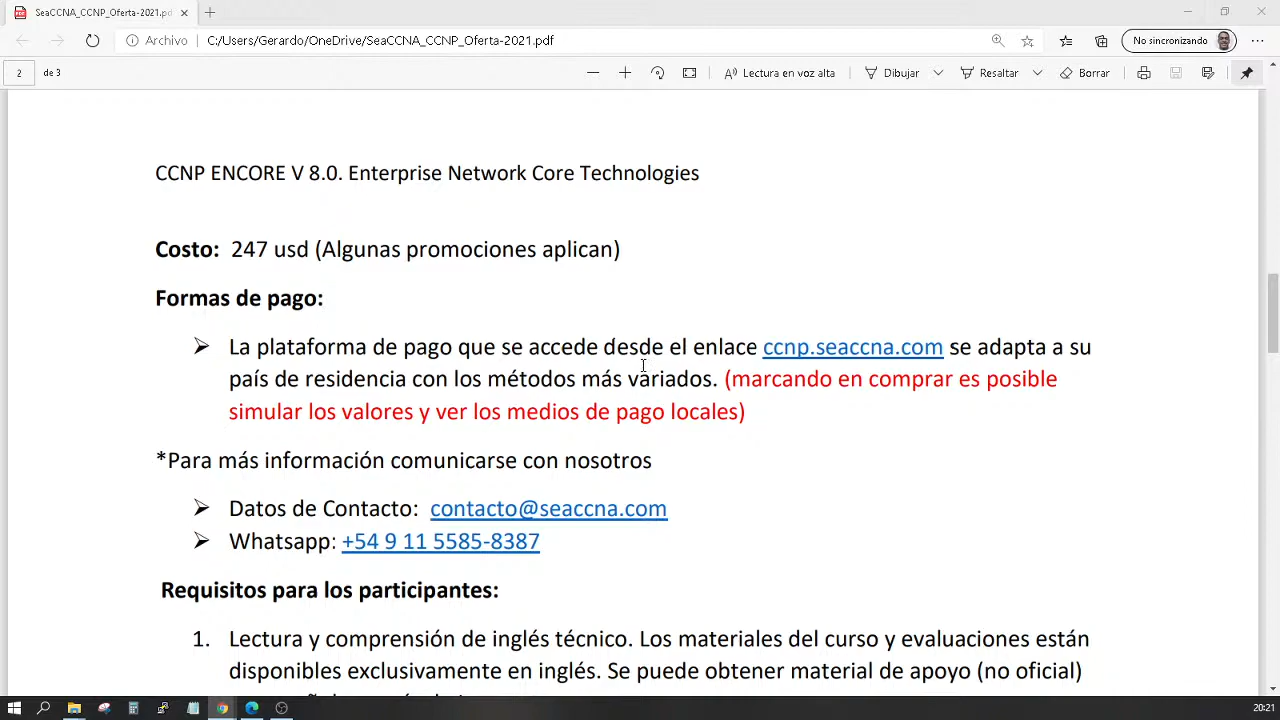 SeaCCNA_CCNP_Oferta-2021.pd
Archivo C:/Users/Gerardo/OneDrive/SeaCCNA_CCNP_Oferta-2021.pdf No sincronizando
2 de 3 Lectura en voz alta Dibujar Resaltar Borrar
CCNP ENCORE V 8.0. Enterprise Network Core Technologies
Costo: 247 usd (Algunas promociones aplican)
Formas de pago:
La plataforma de pago que se accede desde el enlace ccnp.seaccna.com se adapta a su
país de residencia con los métodos más variados. (marcando en comprar es posible
simular los valores y ver los medios de pago locales)
*Para más información comunicarse con nosotros
Datos de Contacto: contacto@seaccna.com
Whatsapp: +54 9 11 5585-8387
Requisitos para los participantes:
1. Lectura y comprensión de inglés técnico. Los materiales del curso y evaluaciones están
disponibles exclusivamente en inglés. Se puede obtener material de apoyo (no oficial)
20:21